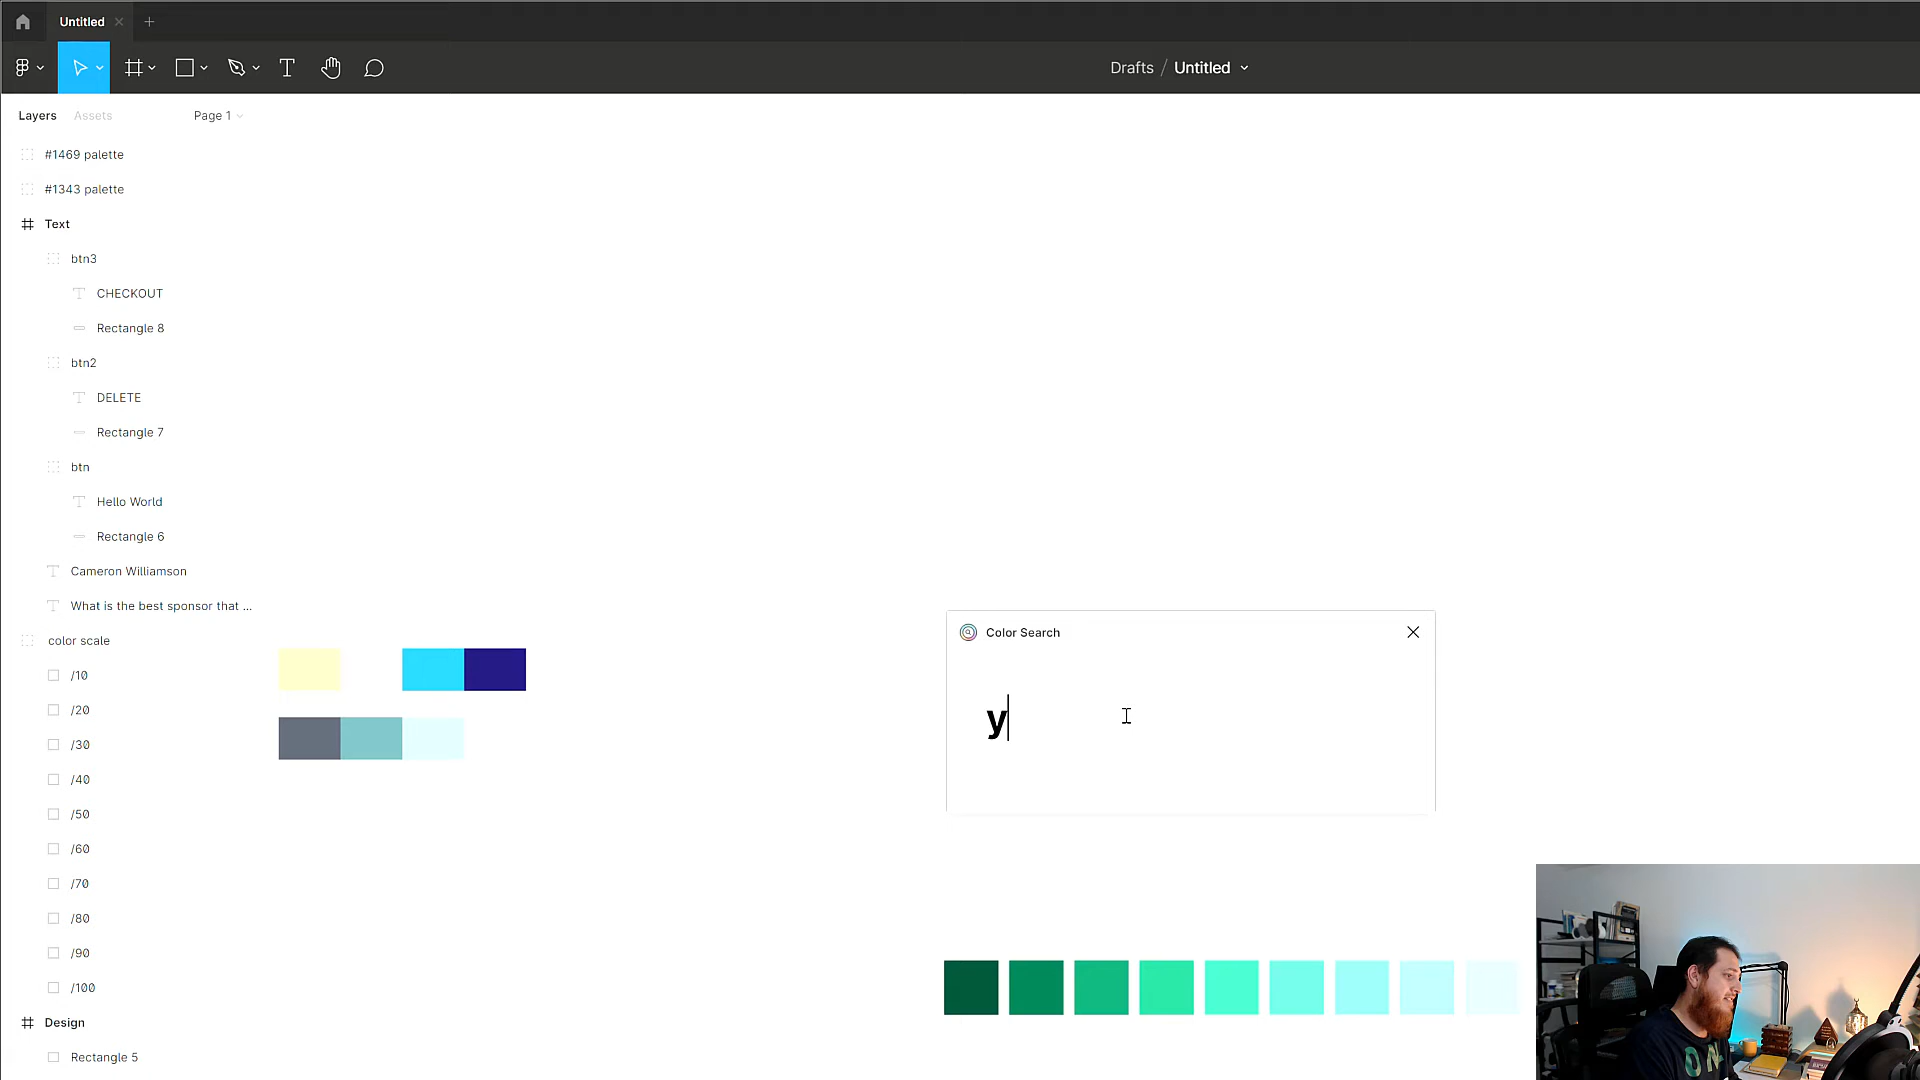 Untitled
Drafts / Untitled
Layers Assets Page 1
#1469 palette
#1343 palette
Text
btn3
CHECKOUT
Rectangle 8
btn2
DELETE
Rectangle 7
btn
Hello World
Rectangle 6
Cameron Williamson
What is the best sponsor that ...
color scale
/10
/20
/30
/40
/50
/60
/70
/80
/90
/100
Design
Rectangle 5
Color Search
y